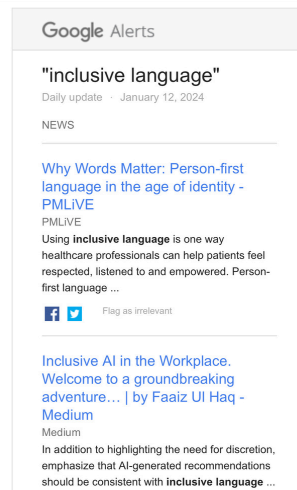 Google Alerts
"inclusive language"
Daily update · January 12, 2024
NEWS
Why Words Matter: Person-first
language in the age of identity -
PMLiVE
PMLiVE
Using inclusive language is one way
healthcare professionals can help patients feel
respected, listened to and empowered. Person-
first language ...
Flag as irrelevant
Inclusive AI in the Workplace.
Welcome to a groundbreaking
adventure… | by Faaiz Ul Haq -
Medium
Medium
In addition to highlighting the need for discretion,
emphasize that AI-generated recommendations
should be consistent with inclusive language ...